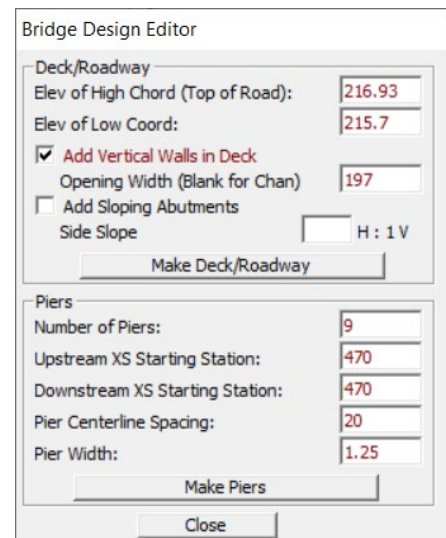 Bridge Design Editor
Deck/Roadway
Elev of High Chord (Top of Road): 216.93
Elev of Low Coord: 215.7
Add Vertical Walls in Deck
Opening Width (Blank for Chan) 197
Add Sloping Abutments
Side Slope H : 1 V
Make Deck/Roadway
Piers
Number of Piers: 9
Upstream XS Starting Station: 470
Downstream XS Starting Station: 470
Pier Centerline Spacing: 20
Pier Width: 1.25
Make Piers
Close